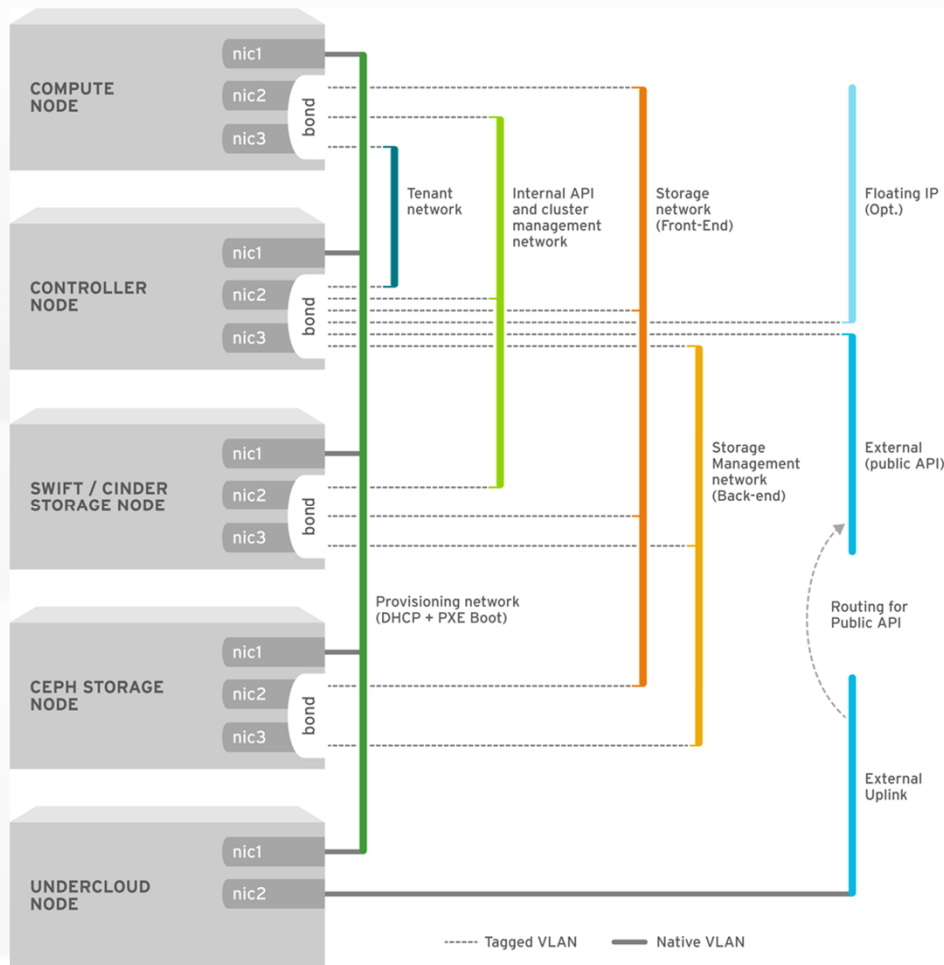 COMPUTE
NODE
nic1
nic2
nic3
bond
Tenant
network
Internal API
and cluster
management
network
Storage
network
(Front-End)
Floating IP
(Opt.)
CONTROLLER
NODE
nic1
nic2
nic3
bond
SWIFT / CINDER
STORAGE NODE
nic1
nic2
nic3
bond
Storage
Management
network
(Back-end)
External
(public API)
Provisioning network
(DHCP + PXE Boot)
Routing for
Public API
CEPH STORAGE
NODE
nic1
nic2
nic3
bond
External
Uplink
UNDERCLOUD
NODE
nic1
nic2
Tagged VLAN
Native VLAN